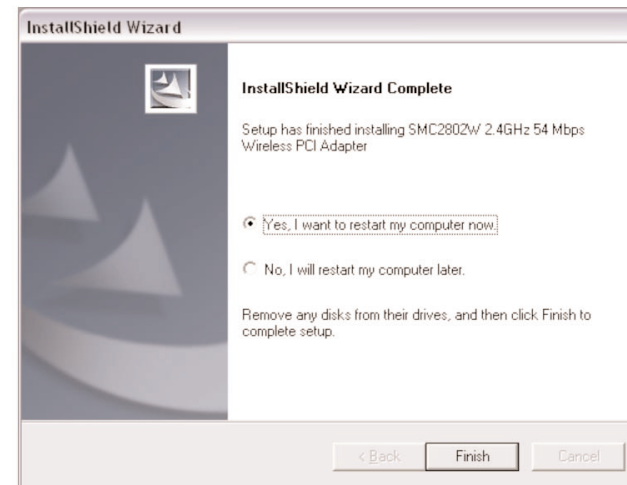 InstallShield Wizard
InstallShield Wizard Complete
Setup has finished installing SMC2802W 2.4GHz 54 Mbps
Wireless PCI Adapter
Yes, I want to restart my computer now.
No, I will restart my computer later.
Remove any disks from their drives, and then click Finish to
complete setup.
< Back
Finish
Cancel